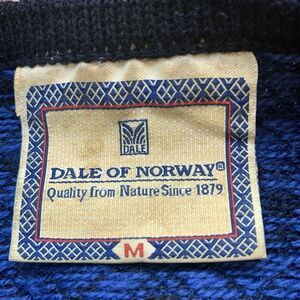 DALE
DALE OF NORWAY®
Quality from Nature Since 1879
M